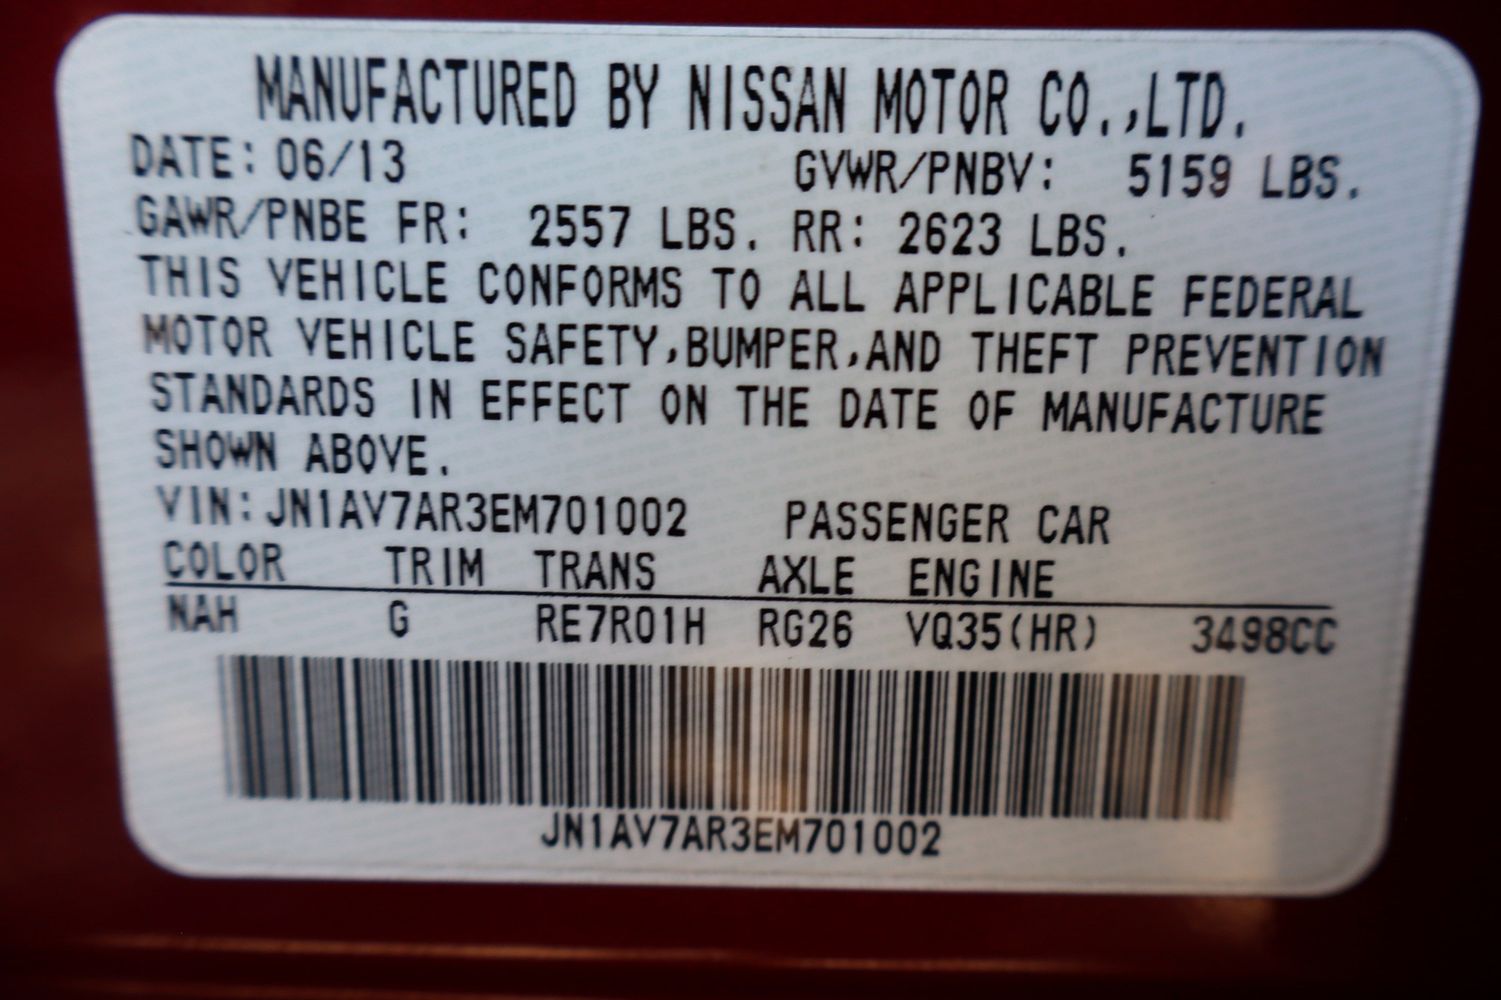 MANUFACTURED BY NISSAN MOTOR CO.,LTD.
DATE: 06/13 GVWR/PNBV: 5159 LBS.
GAWR/PNBE FR: 2557 LBS. RR: 2623 LBS.
THIS VEHICLE CONFORMS TO ALL APPLICABLE FEDERAL
MOTOR VEHICLE SAFETY,BUMPER,AND THEFT PREVENTION
STANDARDS IN EFFECT ON THE DATE OF MANUFACTURE
SHOWN ABOVE.
VIN:JN1AV7AR3EM701002 PASSENGER CAR
COLOR TRIM TRANS AXLE ENGINE
NAH G RE7R01H RG26 VQ35(HR) 3498CC
JN1AV7AR3EM701002